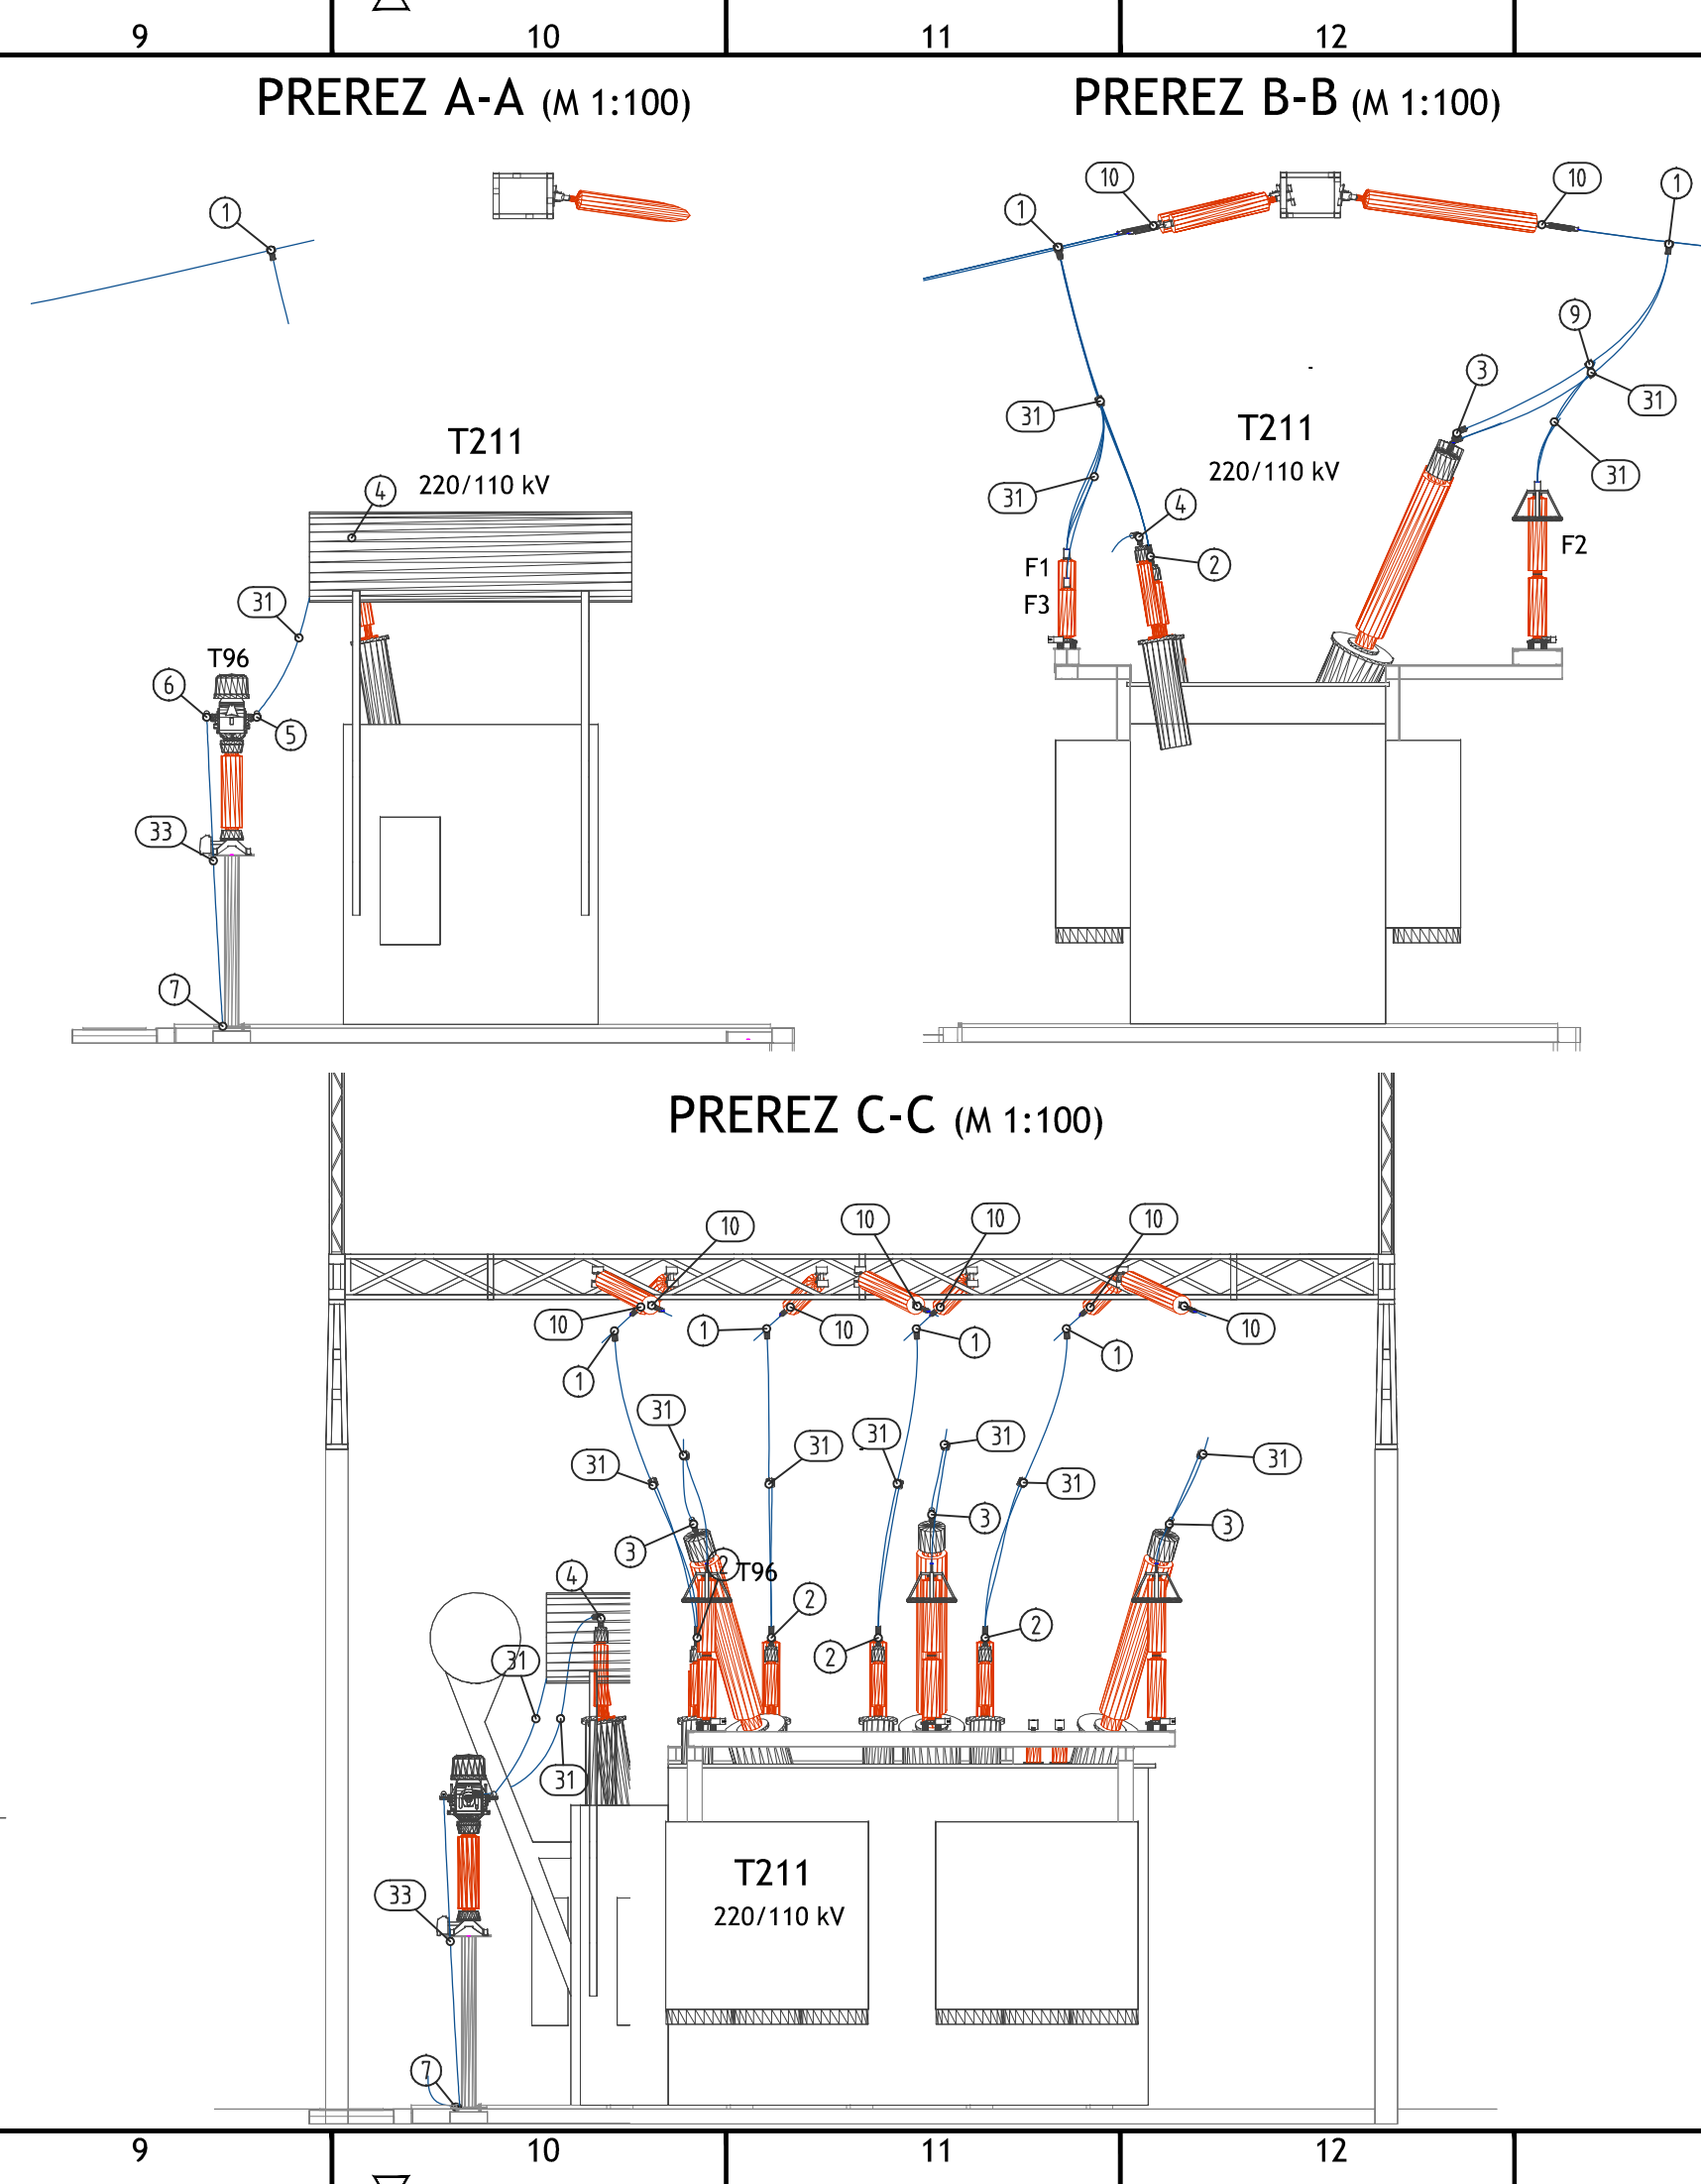 9 10 11 12
PREREZ A-A (M 1:100)
PREREZ B-B (M 1:100)
1
10 10 1
1
9
3
31
31
T211
220/110 kV
4
T211
220/110 kV
31
31
4
2
F1
F3
F2
31
T96
6
5
33
7
PREREZ C-C (M 1:100)
10 10 10 10
10 1 10 1 1 10
1
31 31 31 31
31 31 31
3 3 3
2 T96
4
2
2
2
31
31
T211
220/110 kV
33
7
9 10 11 12